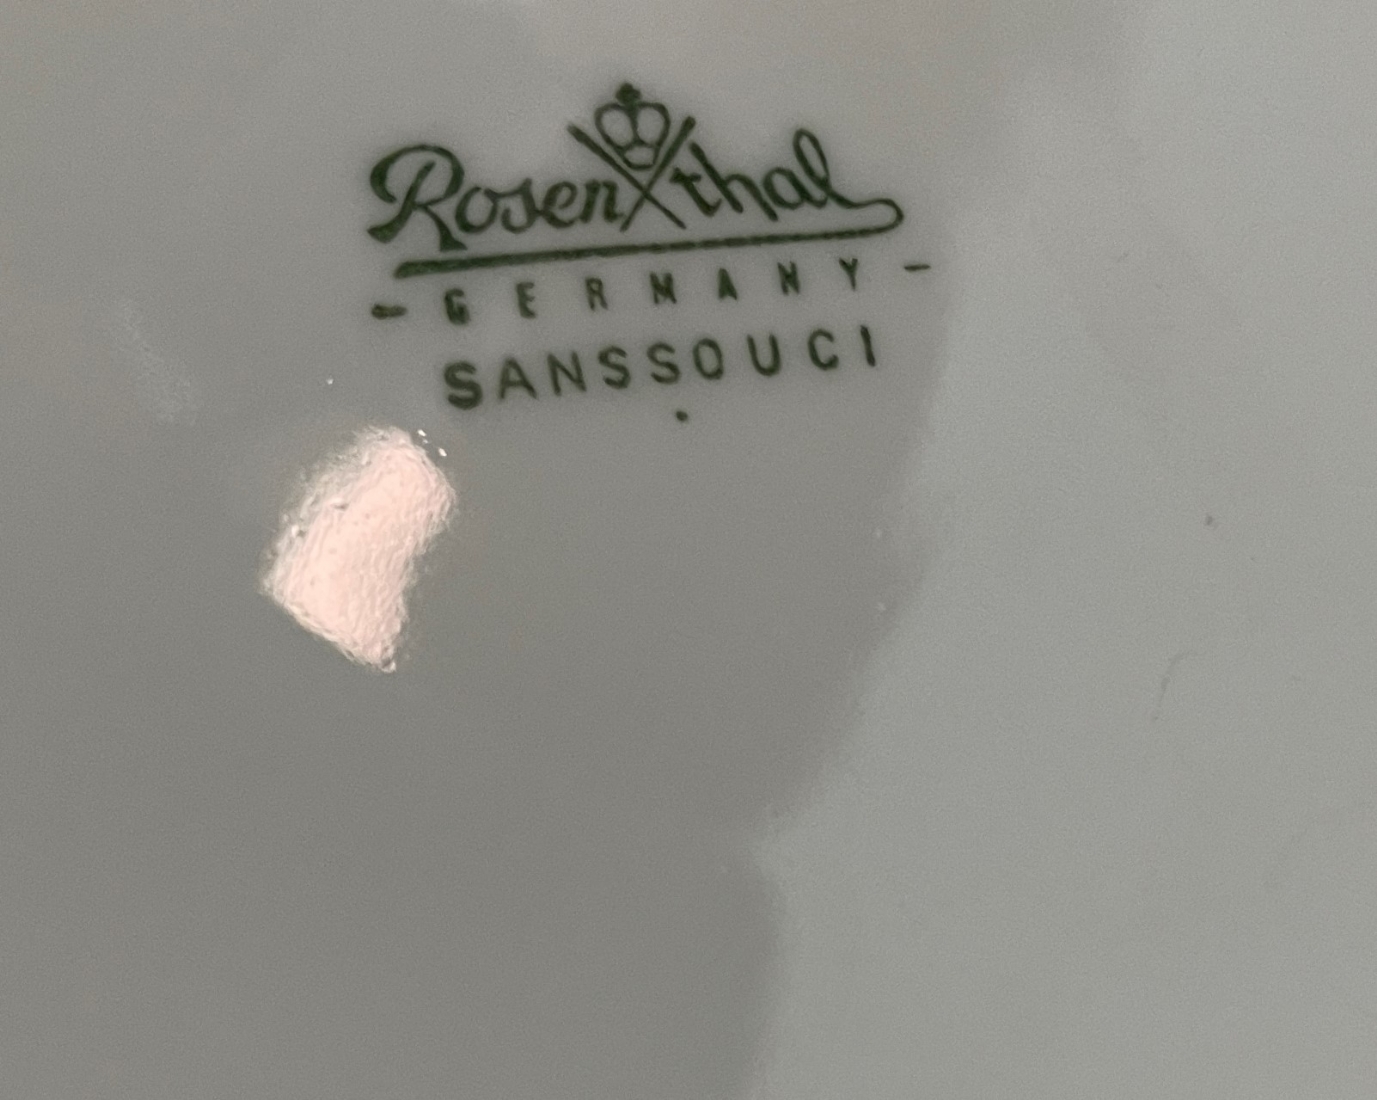 Rosenthal
- GERMANY -
SANSSOUCI